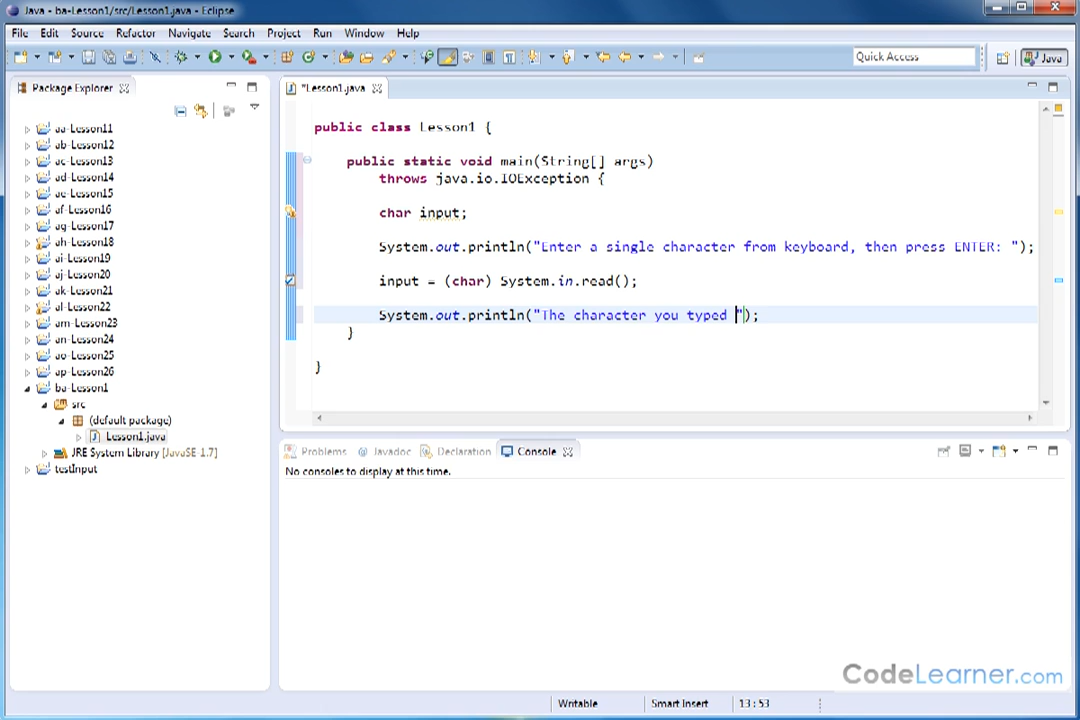 Java - ba-Lesson1/src/Lesson1.java - Eclipse
File Edit Source Refactor Navigate Search Project Run Window Help
Quick Access
Java
Package Explorer
*Lesson1.java
aa-Lesson11
ab-Lesson12
ac-Lesson13
ad-Lesson14
ae-Lesson15
af-Lesson16
ag-Lesson17
ah-Lesson18
ai-Lesson19
aj-Lesson20
ak-Lesson21
al-Lesson22
am-Lesson23
an-Lesson24
ao-Lesson25
ap-Lesson26
ba-Lesson1
src
(default package)
Lesson1.java
JRE System Library [JavaSE-1.7]
testInput
public class Lesson1 {
public static void main(String[] args)
throws java.io.IOException {
char input;
System.out.println("Enter a single character from keyboard, then press ENTER: ");
input = (char) System.in.read();
System.out.println("The character you typed ");
}
}
Problems @ Javadoc Declaration Console
No consoles to display at this time.
CodeLearner.com
Writable Smart Insert 13:53